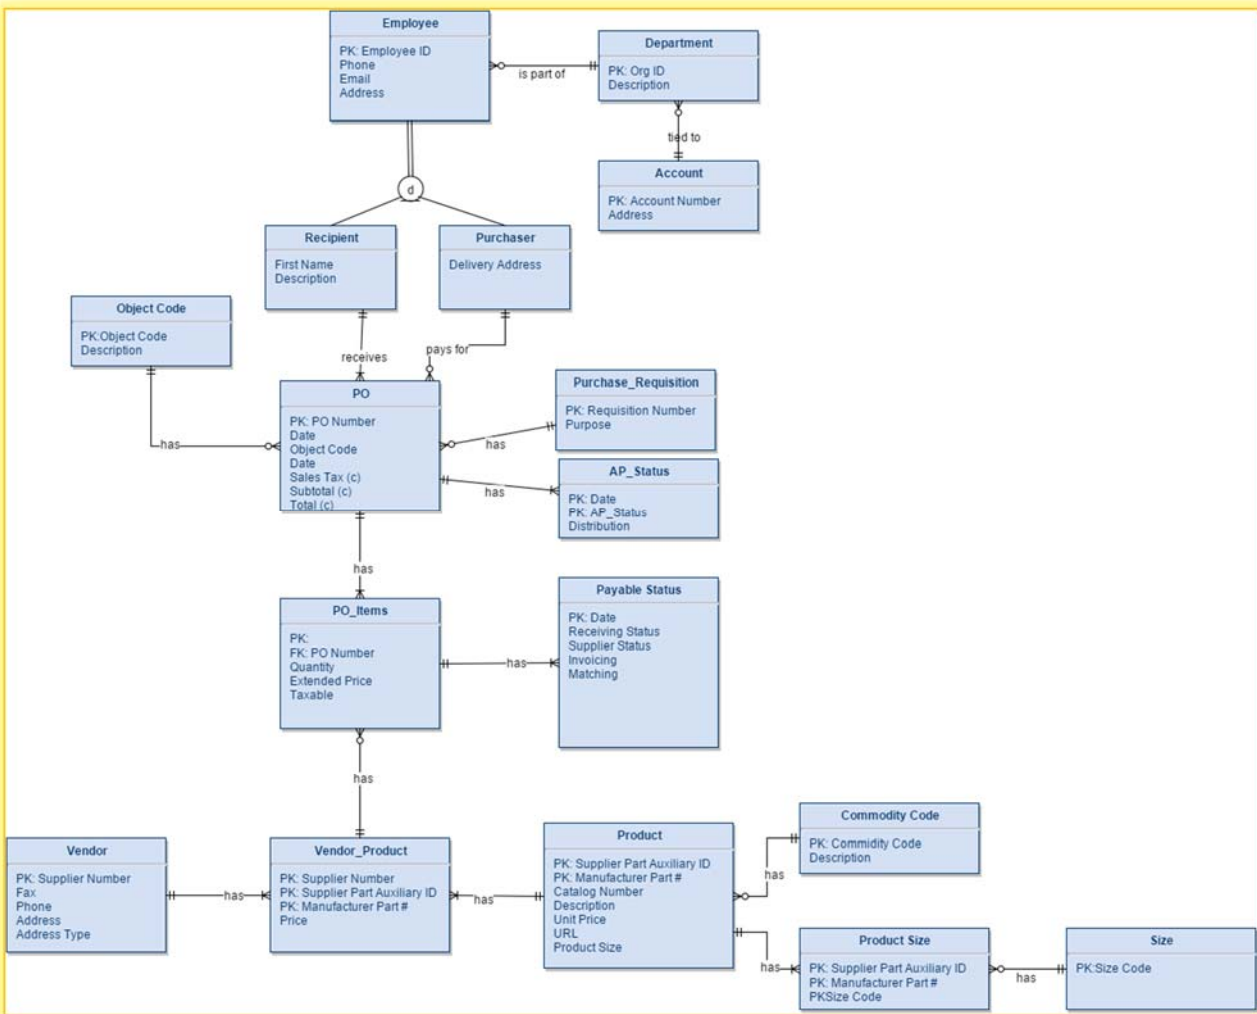 Employee
PK: Employee ID
Phone
Email
Address
is part of
Department
PK: Org ID
Description
tied to
Account
PK: Account Number
Address
d
Recipient
First Name
Description
Purchaser
Delivery Address
Object Code
PK:Object Code
Description
receives
pays for
has
PO
PK: PO Number
Date
Object Code
Date
Sales Tax (c)
Subtotal (c)
Total (c)
has
Purchase_Requisition
PK: Requisition Number
Purpose
has
AP_Status
PK: Date
PK: AP_Status
Distribution
has
PO_Items
PK:
FK: PO Number
Quantity
Extended Price
Taxable
has
Payable Status
PK: Date
Receiving Status
Supplier Status
Invoicing
Matching
has
Vendor
PK: Supplier Number
Fax
Phone
Address
Address Type
has
Vendor_Product
PK: Supplier Number
PK: Supplier Part Auxiliary ID
PK: Manufacturer Part #
Price
has
Product
PK: Supplier Part Auxiliary ID
PK: Manufacturer Part #
Catalog Number
Description
Unit Price
URL
Product Size
has
Commodity Code
PK: Commidity Code
Description
has
Product Size
PK: Supplier Part Auxiliary ID
PK: Manufacturer Part #
PKSize Code
has
Size
PK:Size Code